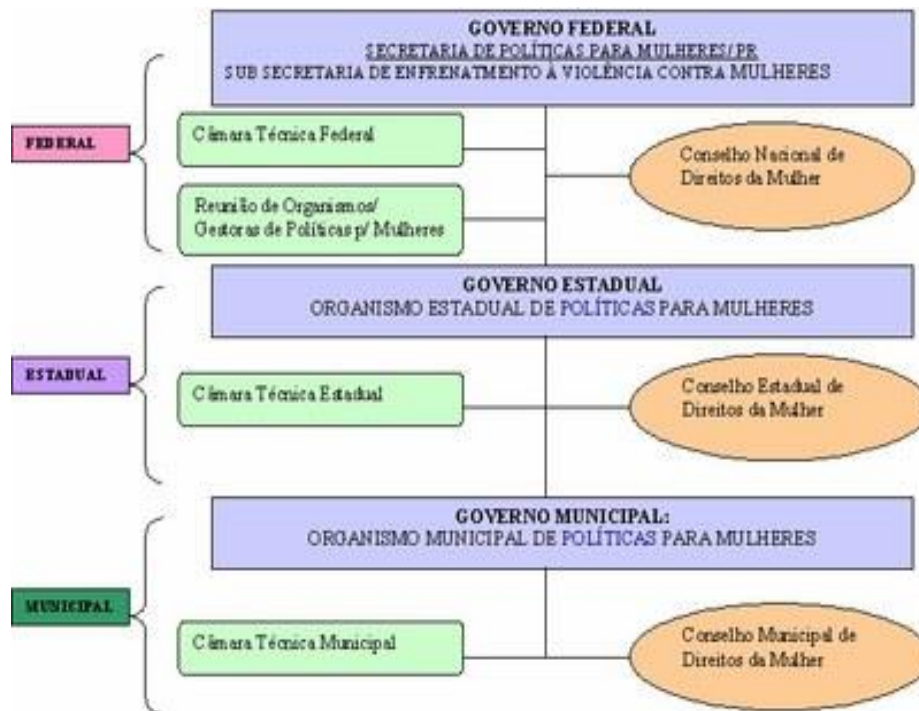 GOVERNO FEDERAL
SECRETARIA DE POLÍTICAS PARA MULHERES/ PR
SUB SECRETARIA DE ENFRENATMENTO À VIOLÊNCIA CONTRA MULHERES
FEDERAL
Câmara Técnica Federal
Conselho Nacional de
Direitos da Mulher
Reunião de Organismos/
Gestoras de Políticas p/ Mulheres
GOVERNO ESTADUAL
ORGANISMO ESTADUAL DE POLÍTICAS PARA MULHERES
ESTADUAL
Câmara Técnica Estadual
Conselho Estadual de
Direitos da Mulher
GOVERNO MUNICIPAL:
ORGANISMO MUNICIPAL DE POLÍTICAS PARA MULHERES
MUNICIPAL
Câmara Técnica Municipal
Conselho Municipal de
Direitos da Mulher